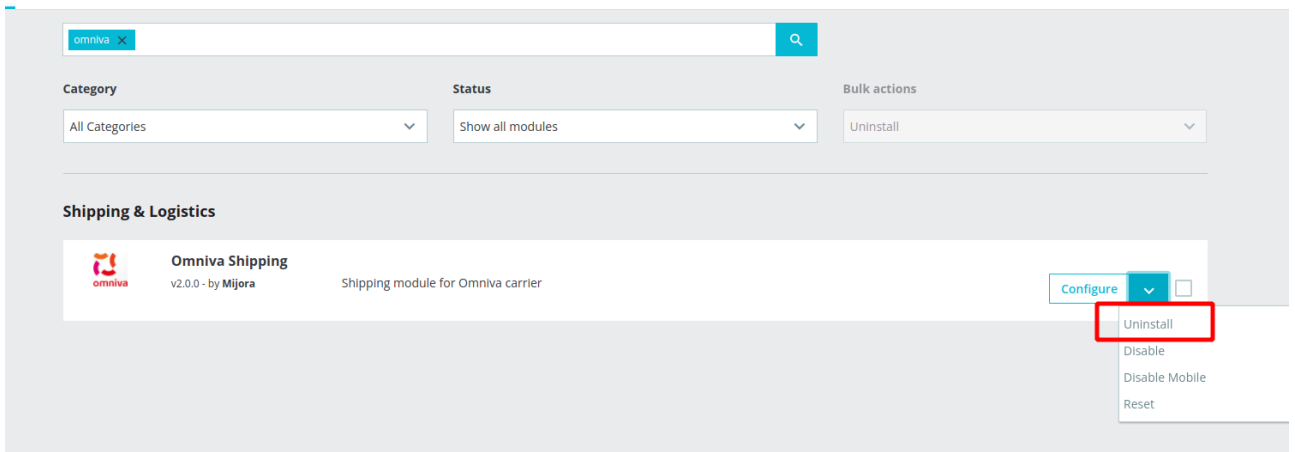 omniva
Category
Status
Bulk actions
All Categories
Show all modules
Uninstall
Shipping & Logistics
omniva
Omniva Shipping
v2.0.0 - by Mijora
Shipping module for Omniva carrier
Configure
Uninstall
Disable
Disable Mobile
Reset